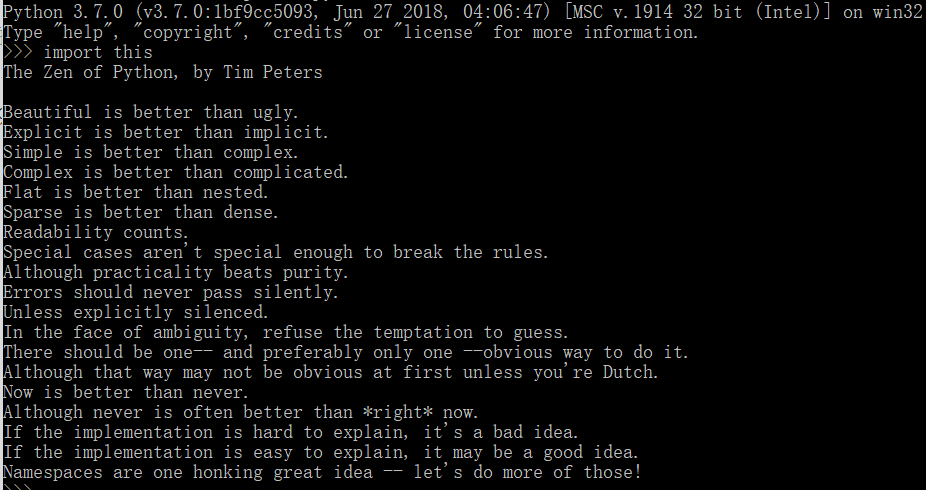 Python 3.7.0 (v3.7.0:1bf9cc5093, Jun 27 2018, 04:06:47) [MSC v.1914 32 bit (Intel)] on win32
Type "help", "copyright", "credits" or "license" for more information.
>>> import this
The Zen of Python, by Tim Peters

Beautiful is better than ugly.
Explicit is better than implicit.
Simple is better than complex.
Complex is better than complicated.
Flat is better than nested.
Sparse is better than dense.
Readability counts.
Special cases aren't special enough to break the rules.
Although practicality beats purity.
Errors should never pass silently.
Unless explicitly silenced.
In the face of ambiguity, refuse the temptation to guess.
There should be one-- and preferably only one --obvious way to do it.
Although that way may not be obvious at first unless you're Dutch.
Now is better than never.
Although never is often better than *right* now.
If the implementation is hard to explain, it's a bad idea.
If the implementation is easy to explain, it may be a good idea.
Namespaces are one honking great idea -- let's do more of those!
>>>